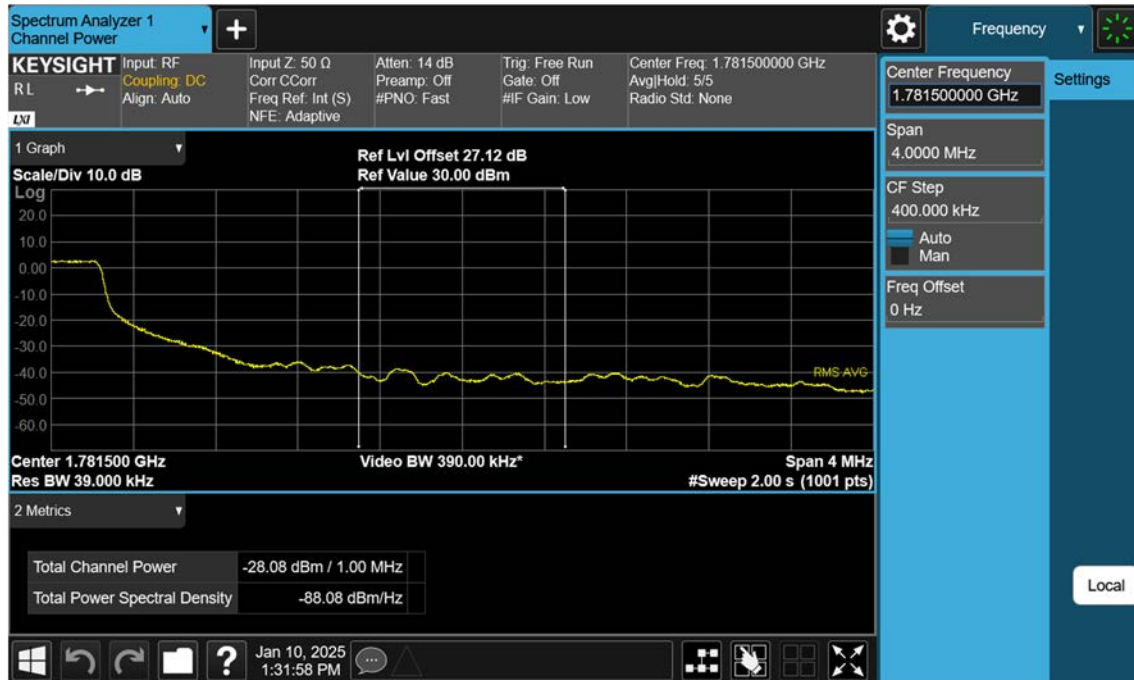 Spectrum Analyzer 1
Channel Power
+
Frequency
KEYSIGHT
RL
LXI
Input: RF
Coupling: DC
Align: Auto
Input Z: 50 Ω
Corr CCorr
Freq Ref: Int (S)
NFE: Adaptive
Atten: 14 dB
Preamp: Off
#PNO: Fast
Trig: Free Run
Gate: Off
#IF Gain: Low
Center Freq: 1.781500000 GHz
Avg|Hold: 5/5
Radio Std: None
Center Frequency
1.781500000 GHz
Settings
Span
4.0000 MHz
CF Step
400.000 kHz
Auto
Man
Freq Offset
0 Hz
Local
1 Graph
Scale/Div 10.0 dB
Ref Lvl Offset 27.12 dB
Ref Value 30.00 dBm
Log
20.0
10.0
0.00
-10.0
-20.0
-30.0
-40.0
-50.0
-60.0
RMS AVG
Center 1.781500 GHz
Video BW 390.00 kHz*
Span 4 MHz
Res BW 39.000 kHz
#Sweep 2.00 s (1001 pts)
2 Metrics
Total Channel Power -28.08 dBm / 1.00 MHz
Total Power Spectral Density -88.08 dBm/Hz
?
Jan 10, 2025
1:31:58 PM